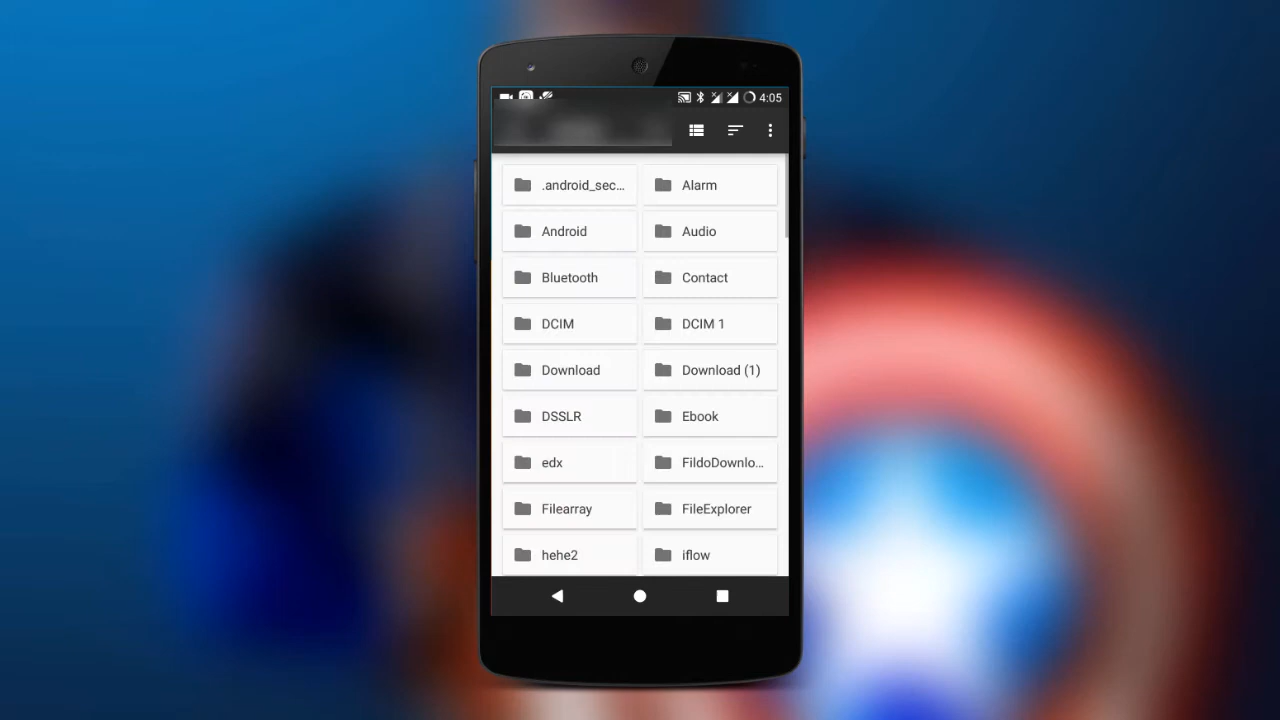 4:05
.android_sec... Alarm
Android Audio
Bluetooth Contact
DCIM DCIM 1
Download Download (1)
DSSLR Ebook
edx FildoDownlo...
Filearray FileExplorer
hehe2 iflow